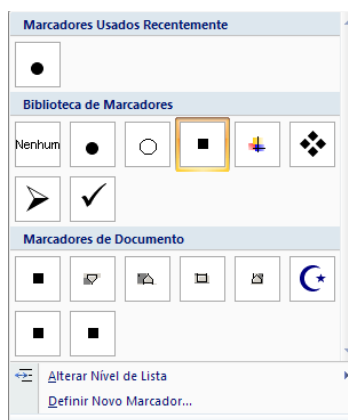 Marcadores Usados Recentemente
Biblioteca de Marcadores
Nenhum
Marcadores de Documento
Alterar Nível de Lista
Definir Novo Marcador...